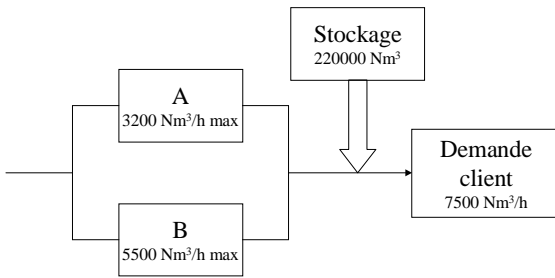 Stockage
220000 Nm³
A
3200 Nm³/h max
Demande
client
7500 Nm³/h
B
5500 Nm³/h max